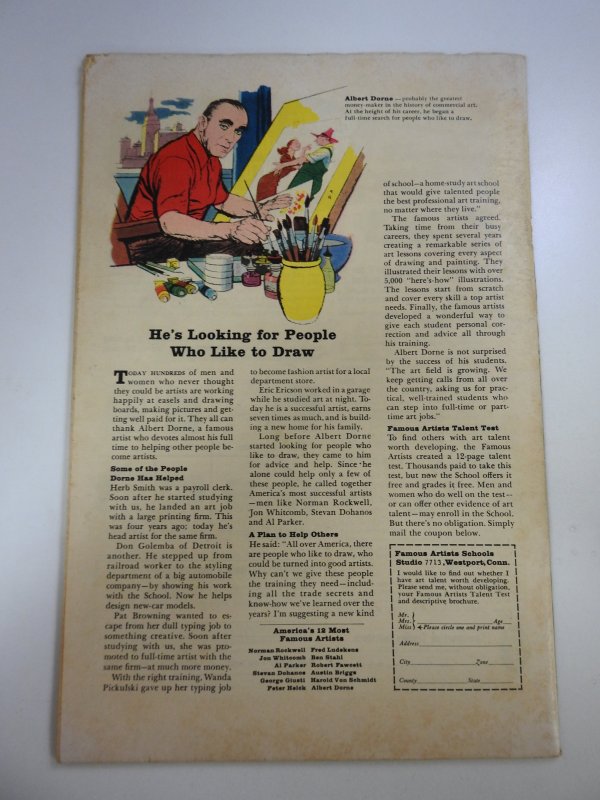 Albert Dorne — probably the greatest
money-maker in the history of commercial art.
At the height of his career, he began a
full-time search for people who like to draw.
He's Looking for People
Who Like to Draw
TODAY HUNDREDS of men and
women who never thought
they could be artists are working
happily at easels and drawing
boards, making pictures and get-
ting well paid for it. They all can
thank Albert Dorne, a famous
artist who devotes almost his full
time to helping other people be-
come artists.
Some of the People
Dorne Has Helped
Herb Smith was a payroll clerk.
Soon after he started studying
with us, he landed an art job
with a large printing firm. This
was four years ago; today he's
head artist for the same firm.
Don Golemba of Detroit is
another. He stepped up from
railroad worker to the styling
department of a big automobile
company—by showing his work
with the School. Now he helps
design new-car models.
Pat Browning wanted to es-
cape from her dull typing job to
something creative. Soon after
studying with us, she was pro-
moted to full-time artist with the
same firm—at much more money.
With the right training, Wanda
Pickulski gave up her typing job
to become fashion artist for a local
department store.
Eric Ericson worked in a garage
while he studied art at night. To-
day he is a successful artist, earns
seven times as much, and is build-
ing a new home for his family.
Long before Albert Dorne
started looking for people who
like to draw, they came to him
for advice and help. Since he
alone could help only a few of
these people, he called together
America's most successful artists
—men like Norman Rockwell,
Jon Whitcomb, Stevan Dohanos
and Al Parker.
A Plan to Help Others
He said: "All over America, there
are people who like to draw, who
could be turned into good artists.
Why can't we give these people
the training they need—includ-
ing all the trade secrets and
know-how we've learned over the
years? I'm suggesting a new kind
America's 12 Most
Famous Artists
Norman Rockwell Fred Ludekens
Jon Whitcomb Ben Stahl
Al Parker Robert Fawcett
Stevan Dohanos Austin Briggs
George Giusti Harold Von Schmidt
Peter Helck Albert Dorne
of school—a home-study art school
that would give talented people
the best professional art training,
no matter where they live."
The famous artists agreed.
Taking time from their busy
careers, they spent several years
creating a remarkable series of
art lessons covering every aspect
of drawing and painting. They
illustrated their lessons with over
5,000 "here's-how" illustrations.
The lessons start from scratch
and cover every skill a top artist
needs. Finally, the famous artists
developed a wonderful way to
give each student personal cor-
rection and advice all through
his training.
Albert Dorne is not surprised
by the success of his students.
"The art field is growing. We
keep getting calls from all over
the country, asking us for prac-
tical, well-trained students who
can step into full-time or part-
time art jobs."
Famous Artists Talent Test
To find others with art talent
worth developing, the Famous
Artists created a 12-page talent
test. Thousands paid to take this
test, but now the School offers it
free and grades it free. Men and
women who do well on the test—
or can offer other evidence of art
talent—may enroll in the School.
But there's no obligation. Simply
mail the coupon below.
Famous Artists Schools
Studio 7713, Westport, Conn.
I would like to find out whether I
have art talent worth developing.
Please send me, without obligation,
your Famous Artists Talent Test
and descriptive brochure.
Mr.
Mrs. Age
Miss Please circle one and print name
Address
City Zone
County State